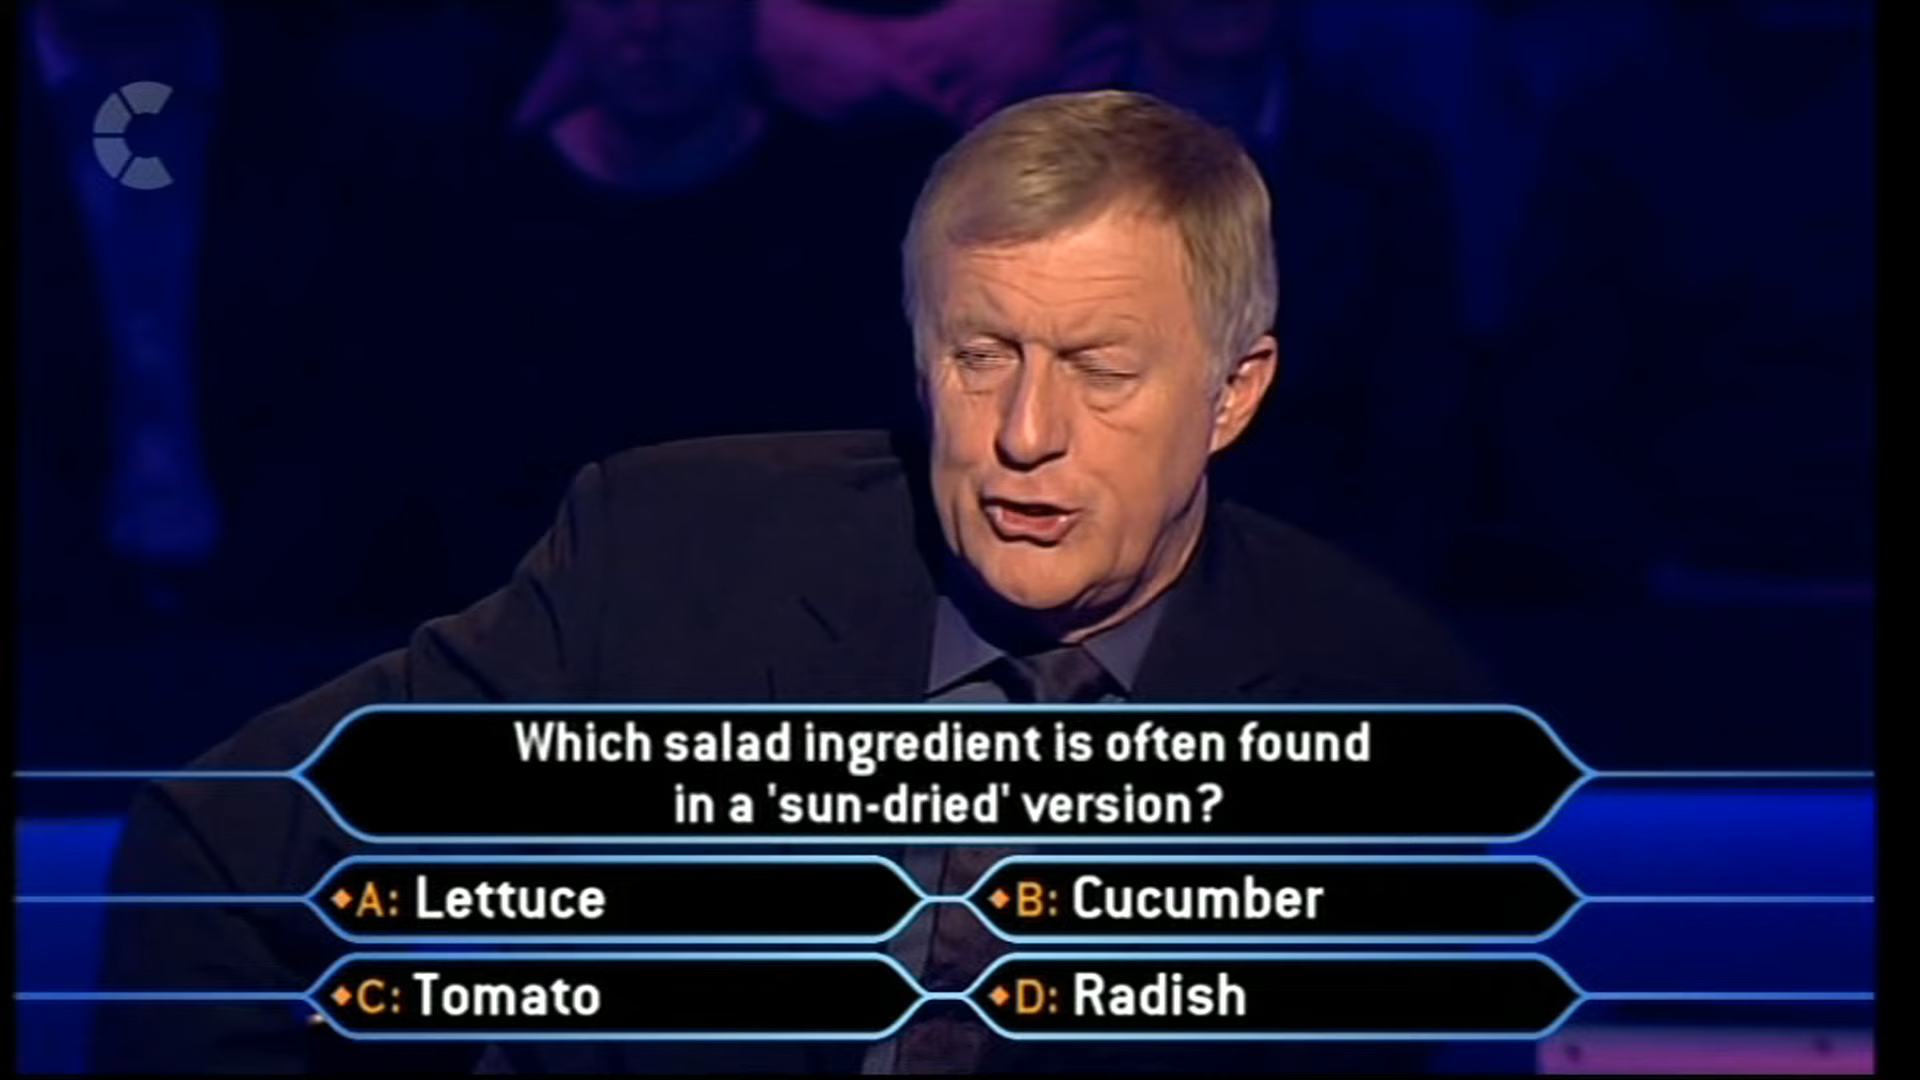 Which salad ingredient is often found
in a 'sun-dried' version?
A: Lettuce
B: Cucumber
C: Tomato
D: Radish